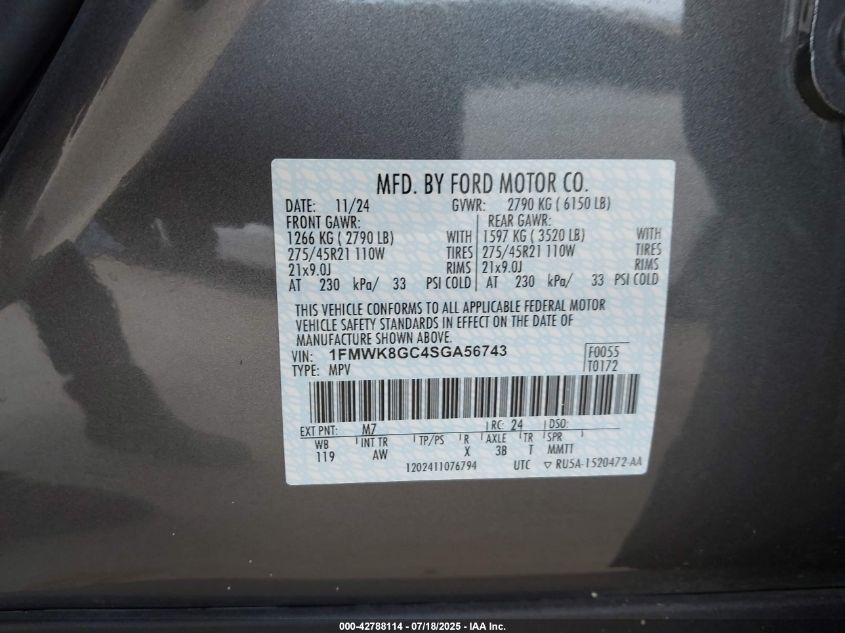 MFD. BY FORD MOTOR CO.
DATE: 11/24 GVWR: 2790 KG ( 6150 LB)
FRONT GAWR: REAR GAWR:
1266 KG ( 2790 LB) WITH 1597 KG ( 3520 LB) WITH
275/45R21 110W TIRES 275/45R21 110W TIRES
21x9.0J RIMS 21x9.0J RIMS
AT 230 kPa/ 33 PSI COLD AT 230 kPa/ 33 PSI COLD
THIS VEHICLE CONFORMS TO ALL APPLICABLE FEDERAL MOTOR
VEHICLE SAFETY STANDARDS IN EFFECT ON THE DATE OF
MANUFACTURE SHOWN ABOVE.
VIN: 1FMWK8GC4SGA56743 F0055
TYPE: MPV T0172
EXT PNT: M7 RC: 24 DSO:
WB INT TR TP/PS R AXLE TR SPR
119 AW X 3B T MMTT
1202411076794 UTC ▽ RU5A-1520472-AA
000-42788114 - 07/18/2025 - IAA Inc.